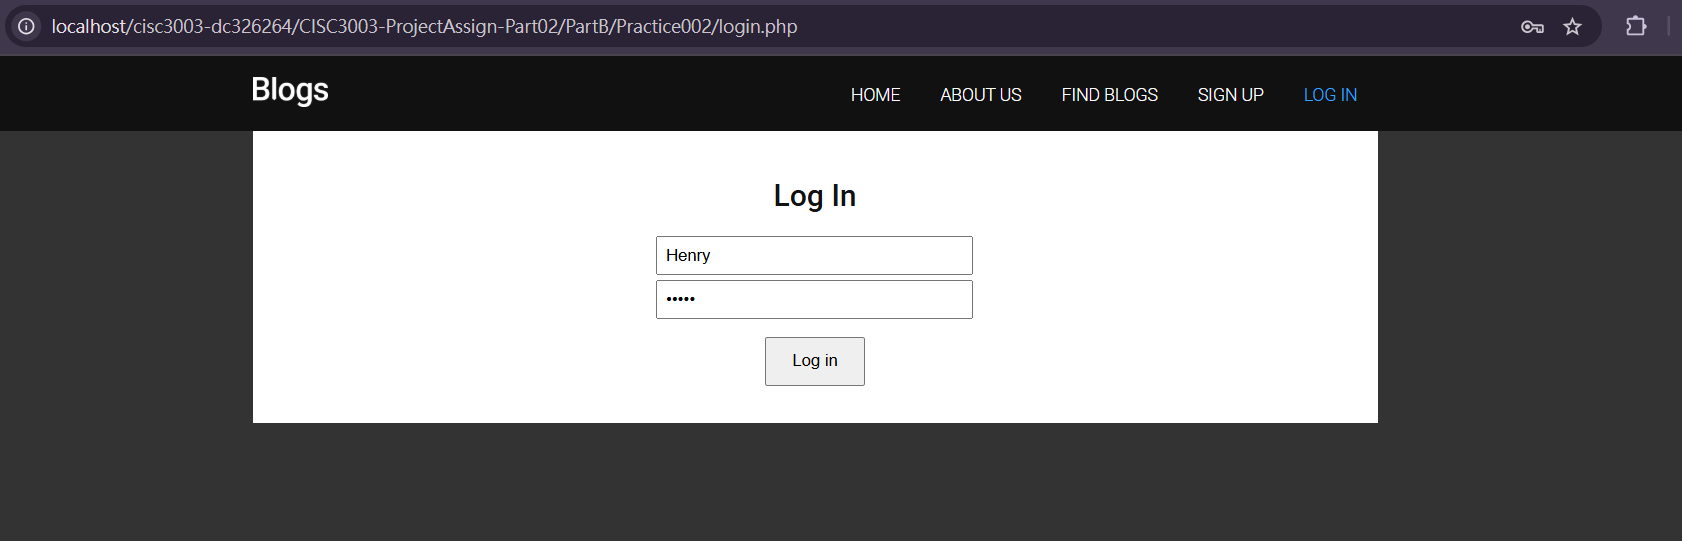 localhost/cisc3003-dc326264/CISC3003-ProjectAssign-Part02/PartB/Practice002/login.php
Blogs
HOME ABOUT US FIND BLOGS SIGN UP LOG IN
Log In
Henry
•••••
Log in